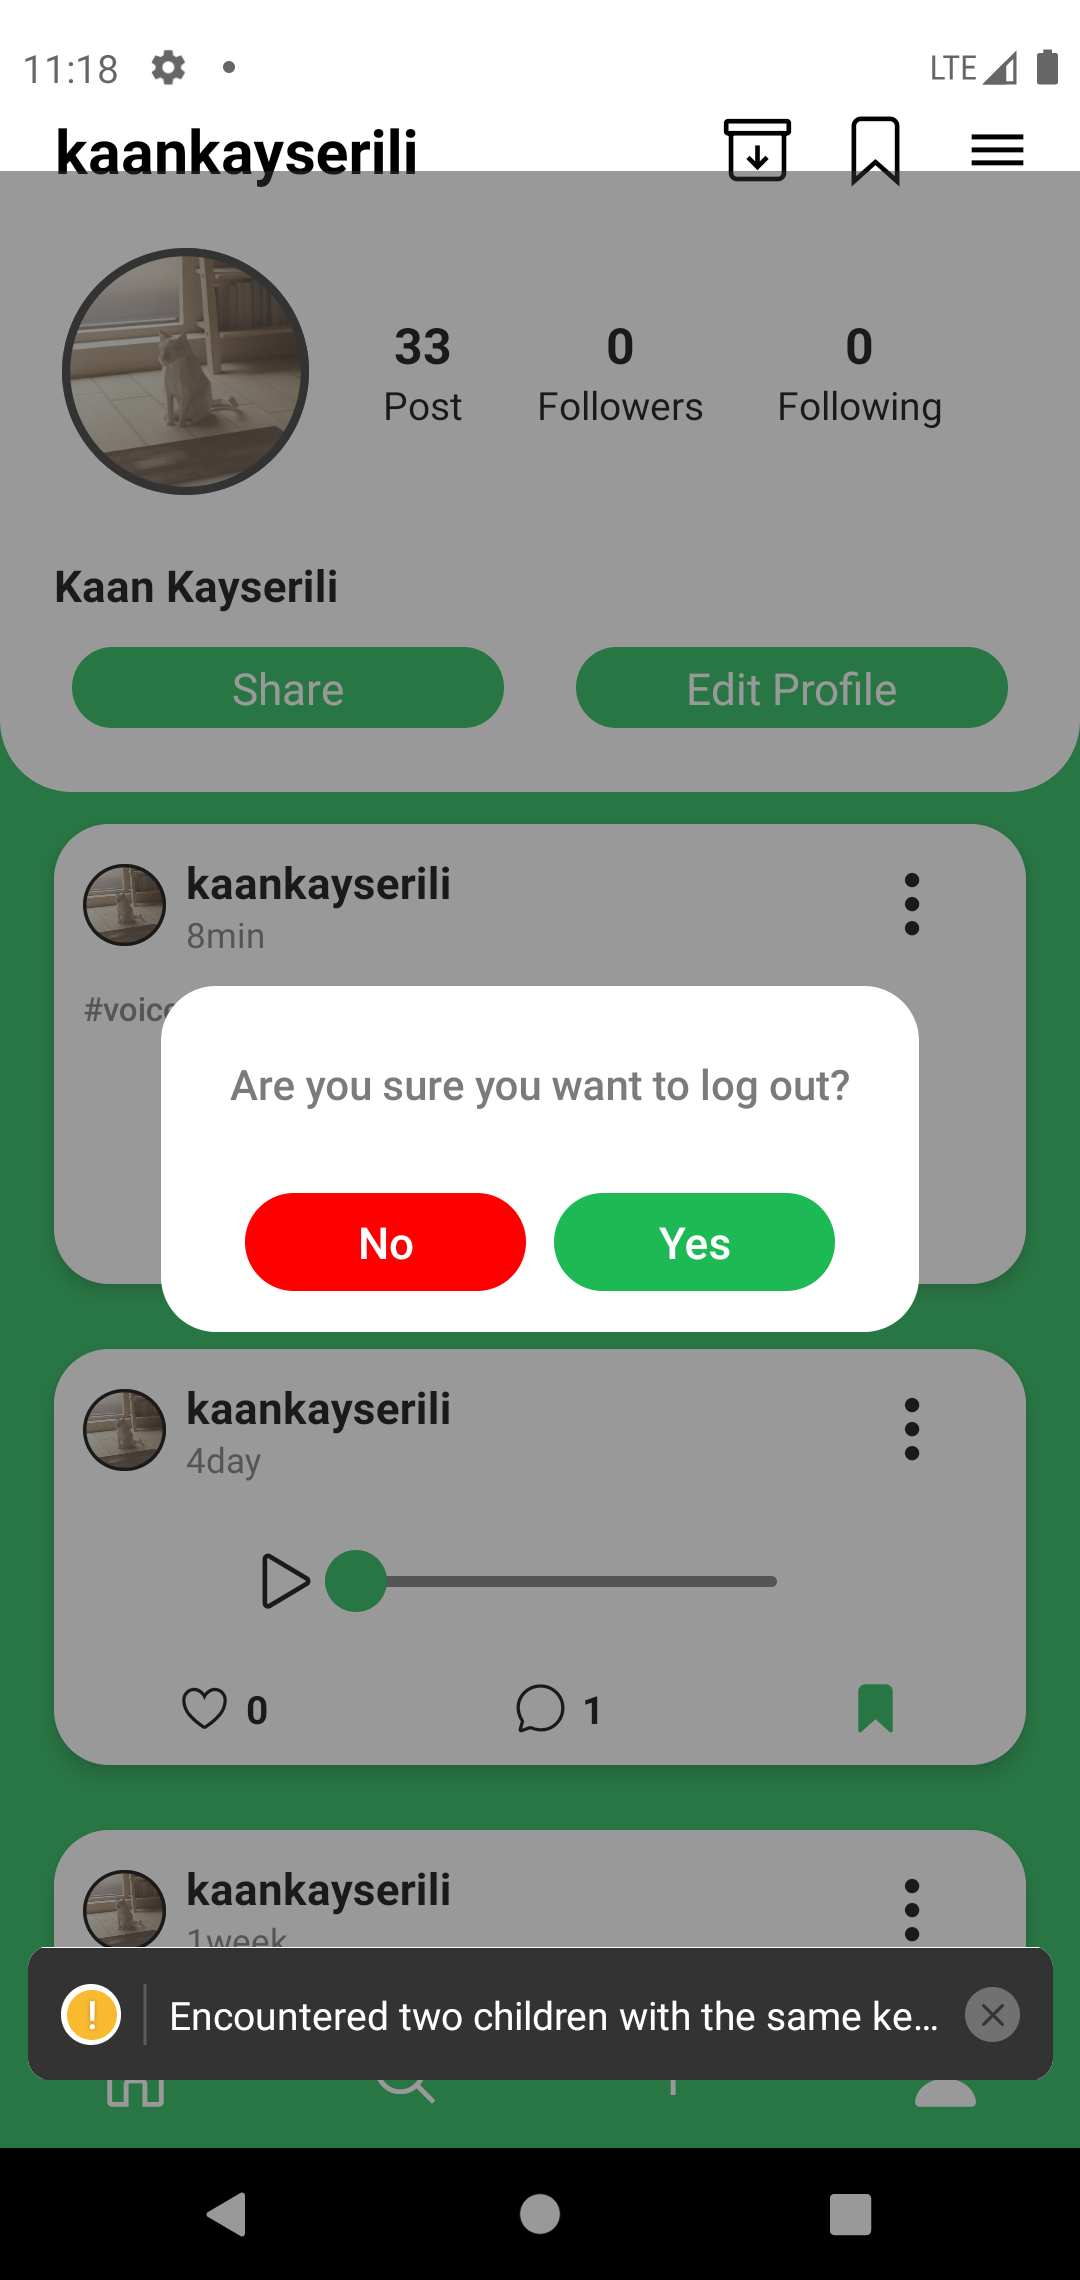 11:18
LTE
kaankayserili
33
Post
0
Followers
0
Following
Kaan Kayserili
Share
Edit Profile
kaankayserili
8min
#voice
Are you sure you want to log out?
No
Yes
kaankayserili
4day
0
1
kaankayserili
1week
Encountered two children with the same ke...